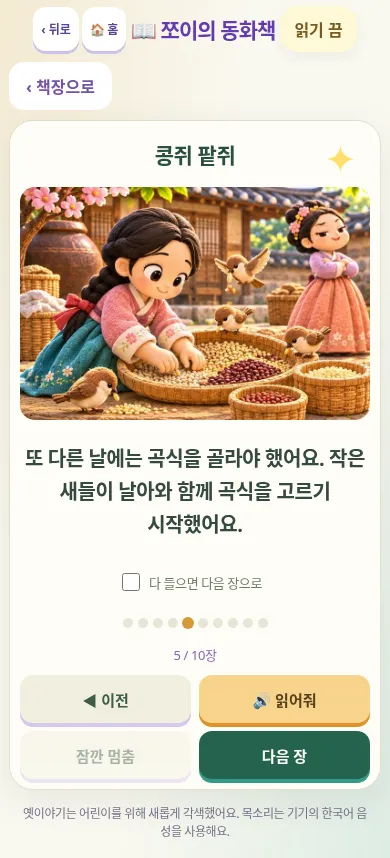 ‹ 뒤로
🏠 홈
📖 쪼이의 동화책
읽기 끔
‹ 책장으로
콩쥐 팥쥐
또 다른 날에는 곡식을 골라야 했어요. 작은
새들이 날아와 함께 곡식을 고르기
시작했어요.
다 들으면 다음 장으로
5 / 10장
◀ 이전
🔊 읽어줘
잠깐 멈춤
다음 장
옛이야기는 어린이를 위해 새롭게 각색했어요. 목소리는 기기의 한국어 음
성을 사용해요.